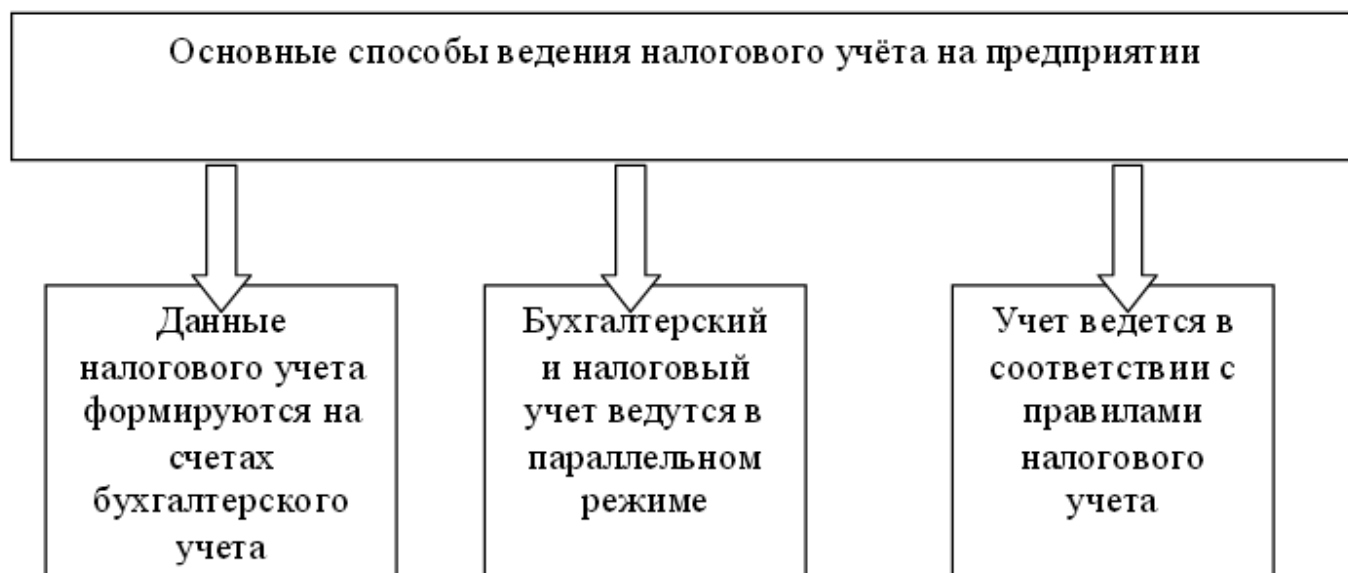 Основные способы ведения налогового учёта на предприятии
Данные
налогового учета
формируются на
счетах
бухгалтерского
учета
Бухгалтерский
и налоговый
учет ведутся в
параллельном
режиме
Учет ведется в
соответствии с
правилами
налогового
учета